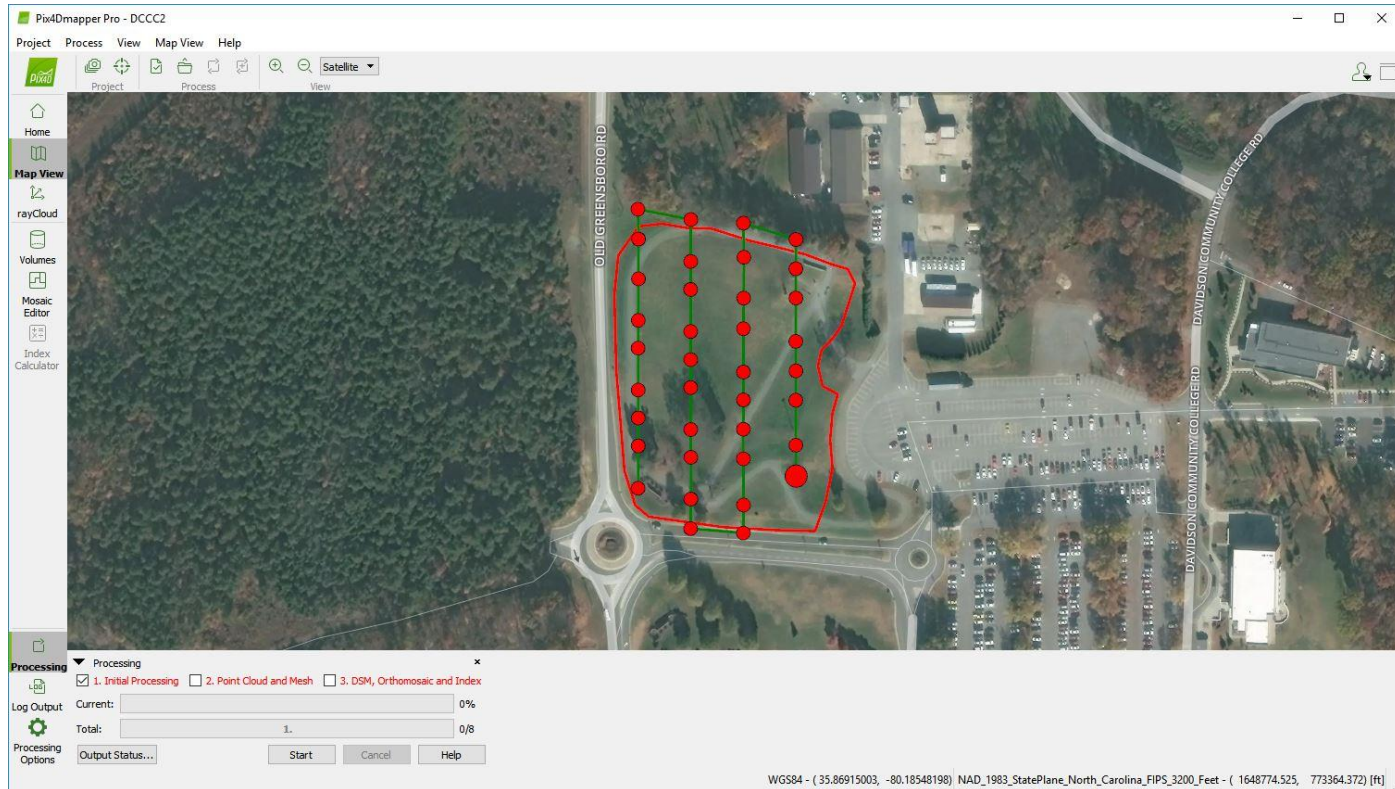 Pix4Dmapper Pro - DCCC2
Project Process View Map View Help
PIX4D
Satellite
Project Process View
Home
Map View
rayCloud
Volumes
Mosaic
Editor
Index
Calculator
OLD GREENSBORO RD
DAVIDSON COMMUNITY COLLEGE RD
DAVIDSON COMMUNITY COLLEGE RD
Processing
Log Output
Processing
Options
Processing
1. Initial Processing 2. Point Cloud and Mesh 3. DSM, Orthomosaic and Index
Current: 0%
Total: 1. 0/8
Output Status... Start Cancel Help
WGS84 - ( 35.86915003, -80.18548198) NAD_1983_StatePlane_North_Carolina_FIPS_3200_Feet - ( 1648774.525, 773364.372) [ft]